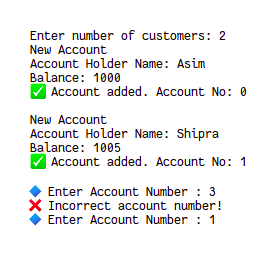 Enter number of customers: 2
New Account
Account Holder Name: Asim
Balance: 1000
✅ Account added. Account No: 0
New Account
Account Holder Name: Shipra
Balance: 1005
✅ Account added. Account No: 1
🔷 Enter Account Number : 3
❌ Incorrect account number!
🔷 Enter Account Number : 1